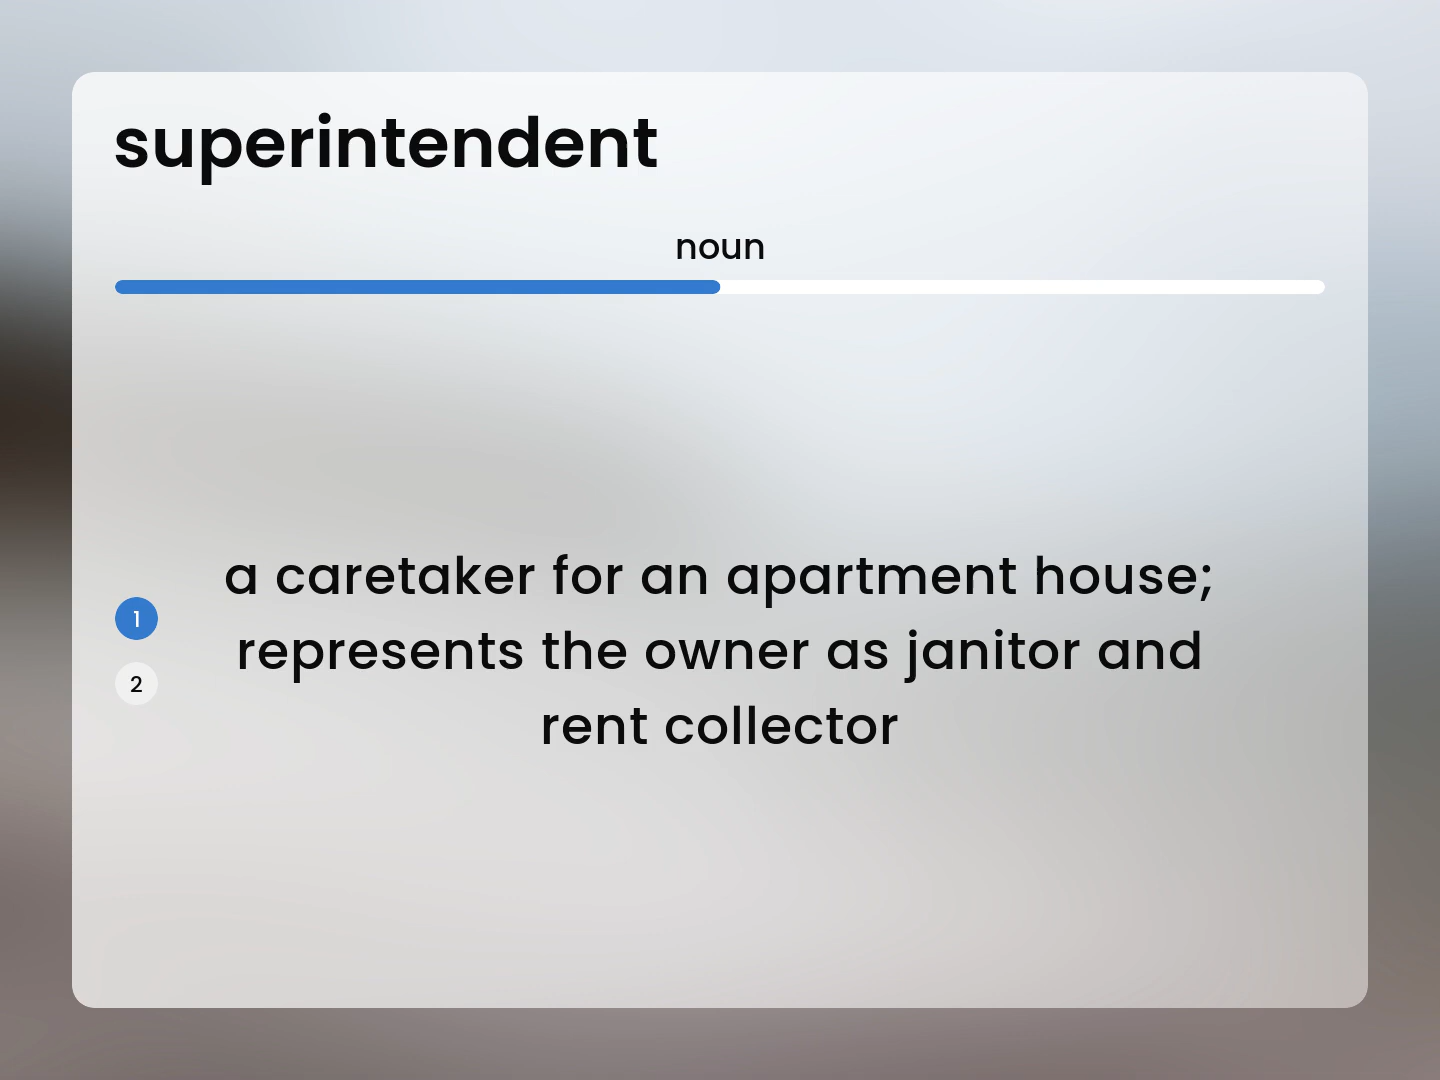 superintendent
noun
a caretaker for an apartment house;
1
represents the owner as janitor and
2
rent collector